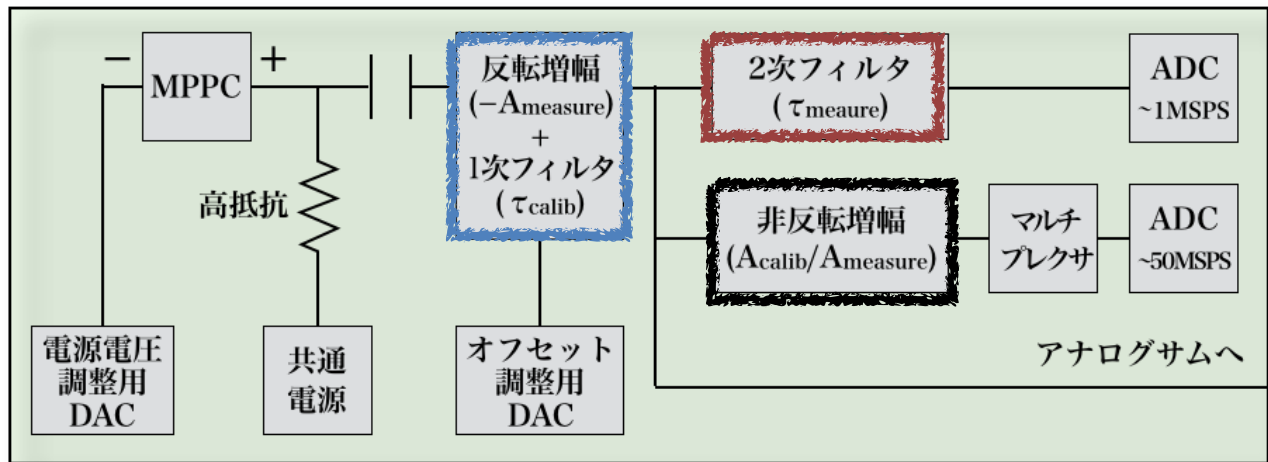 −
MPPC
+
高抵抗
反転増幅
(−Ameasure)
+
1次フィルタ
(τcalib)
2次フィルタ
(τmeaure)
ADC
~1MSPS
非反転増幅
(Acalib/Ameasure)
マルチ
プレクサ
ADC
~50MSPS
アナログサムへ
電源電圧
調整用
DAC
共通
電源
オフセット
調整用
DAC